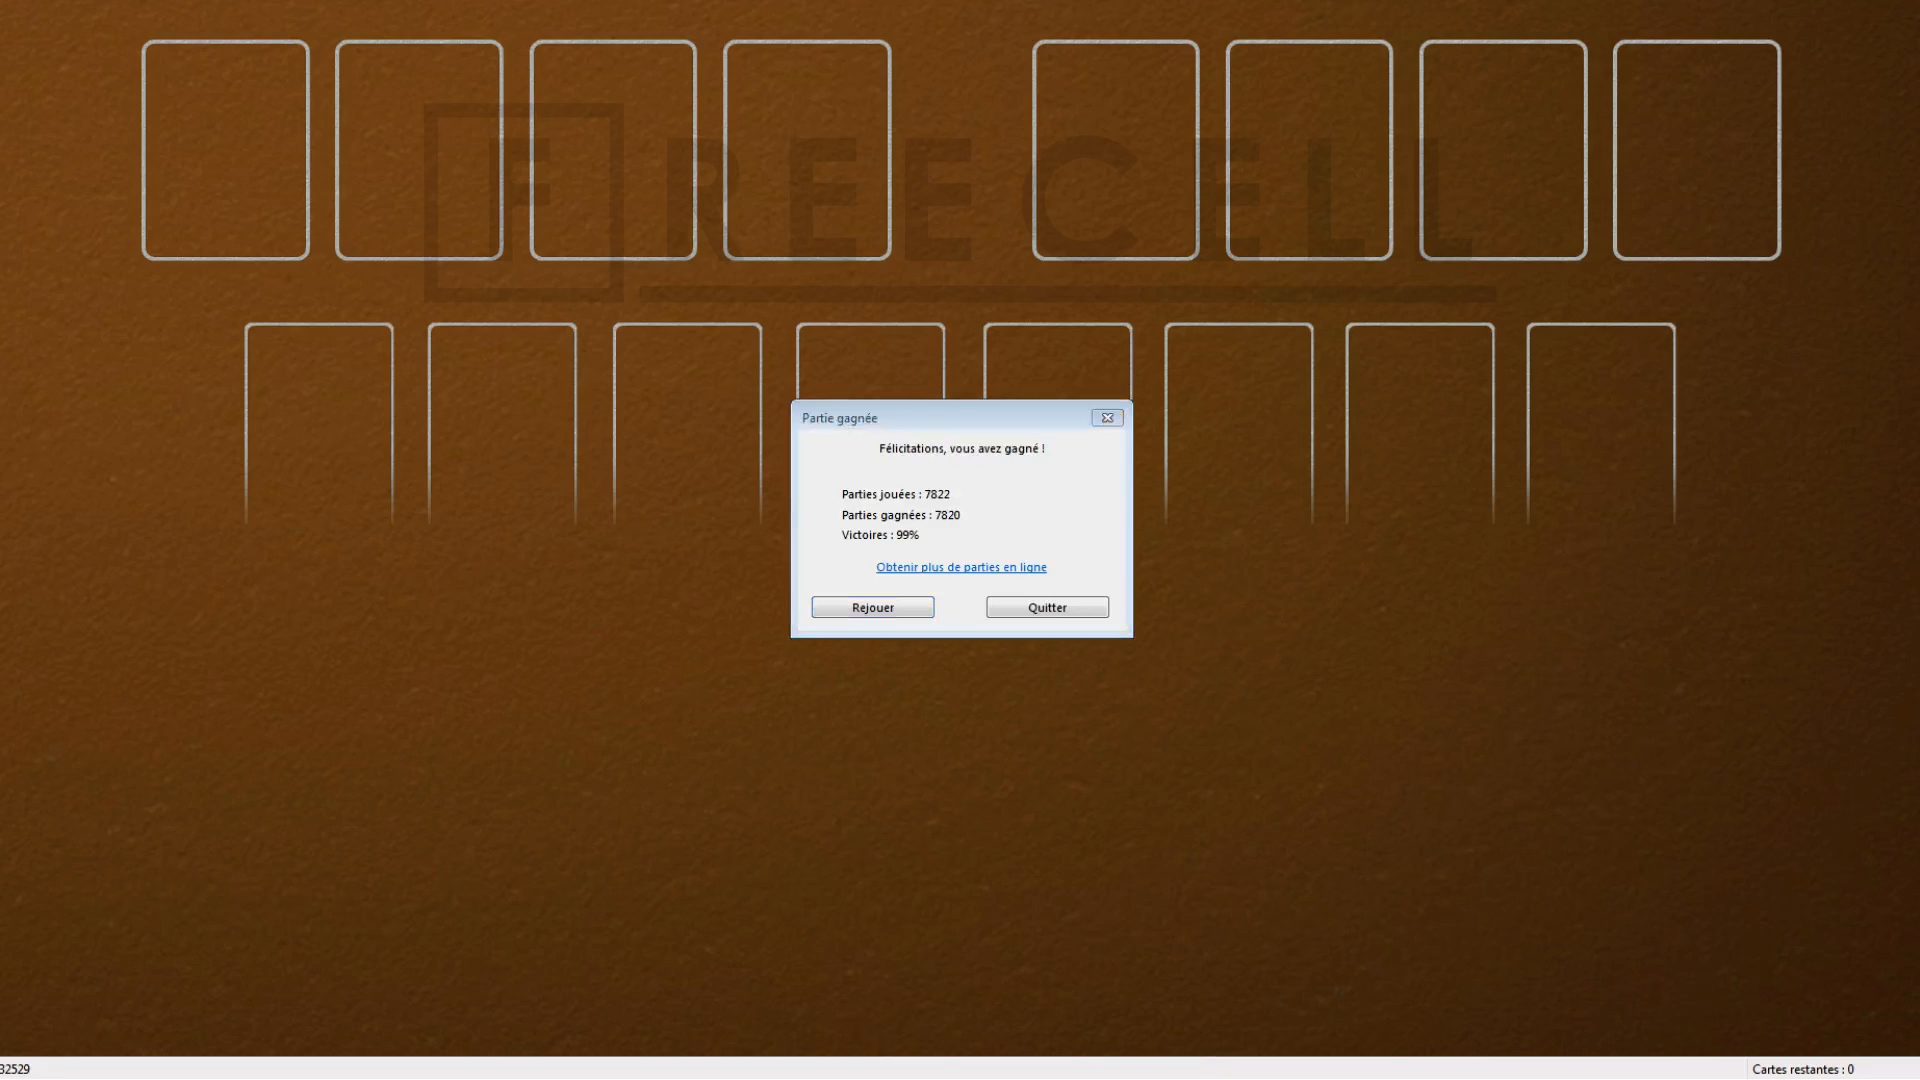 FREECELL
Partie gagnée
Félicitations, vous avez gagné !
Parties jouées : 7822
Parties gagnées : 7820
Victoires : 99%
Obtenir plus de parties en ligne
Rejouer
Quitter
32529
Cartes restantes : 0